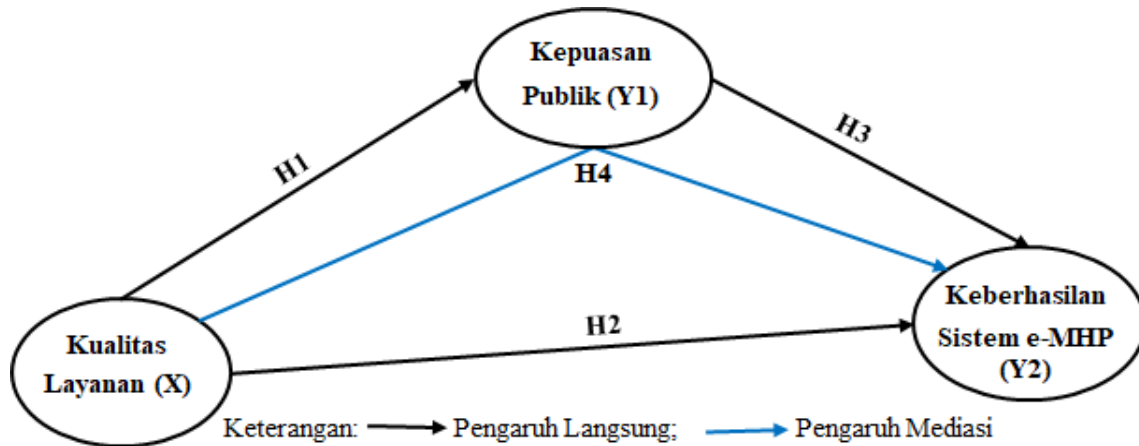 Kepuasan
Publik (Y1)
H1
H3
H4
Keberhasilan
Sistem e-MHP
(Y2)
H2
Kualitas
Layanan (X)
Keterangan: Pengaruh Langsung; Pengaruh Mediasi